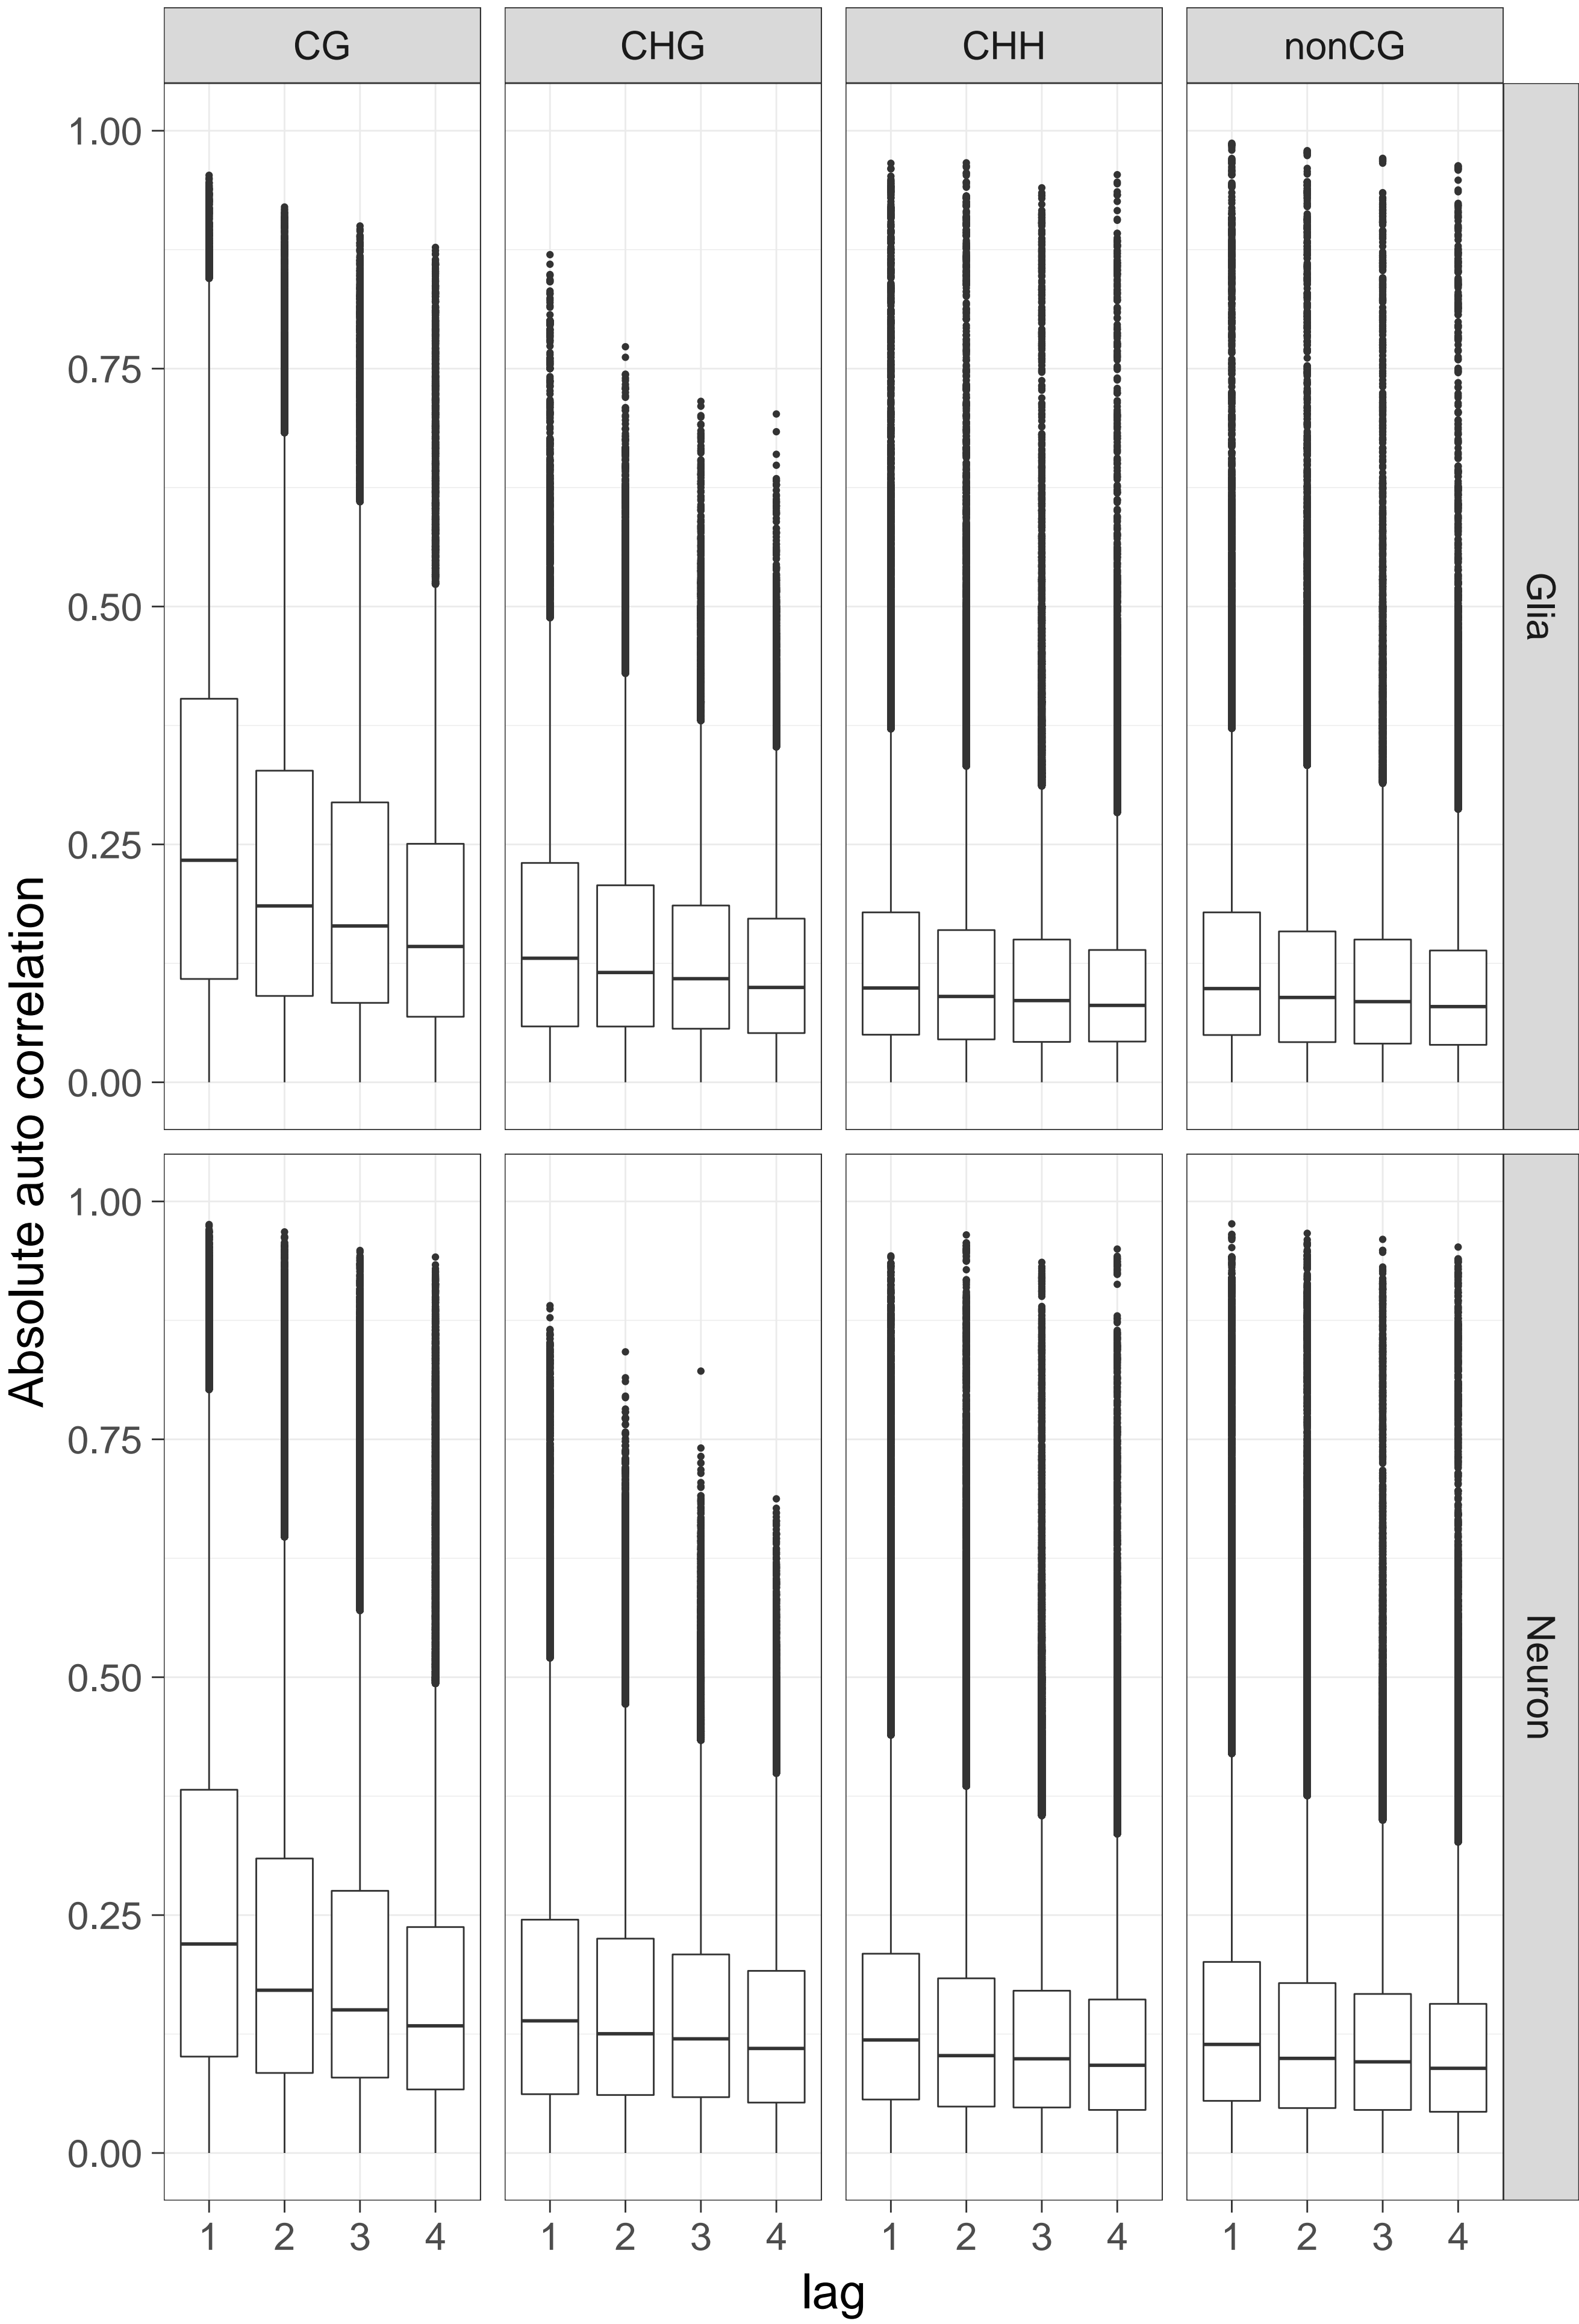 CG CHG CHH nonCG
1.00
0.75
0.50
0.25
0.00
Glia
1.00
0.75
0.50
0.25
0.00
Neuron
Absolute auto correlation
1 2 3 4 1 2 3 4 1 2 3 4 1 2 3 4
lag